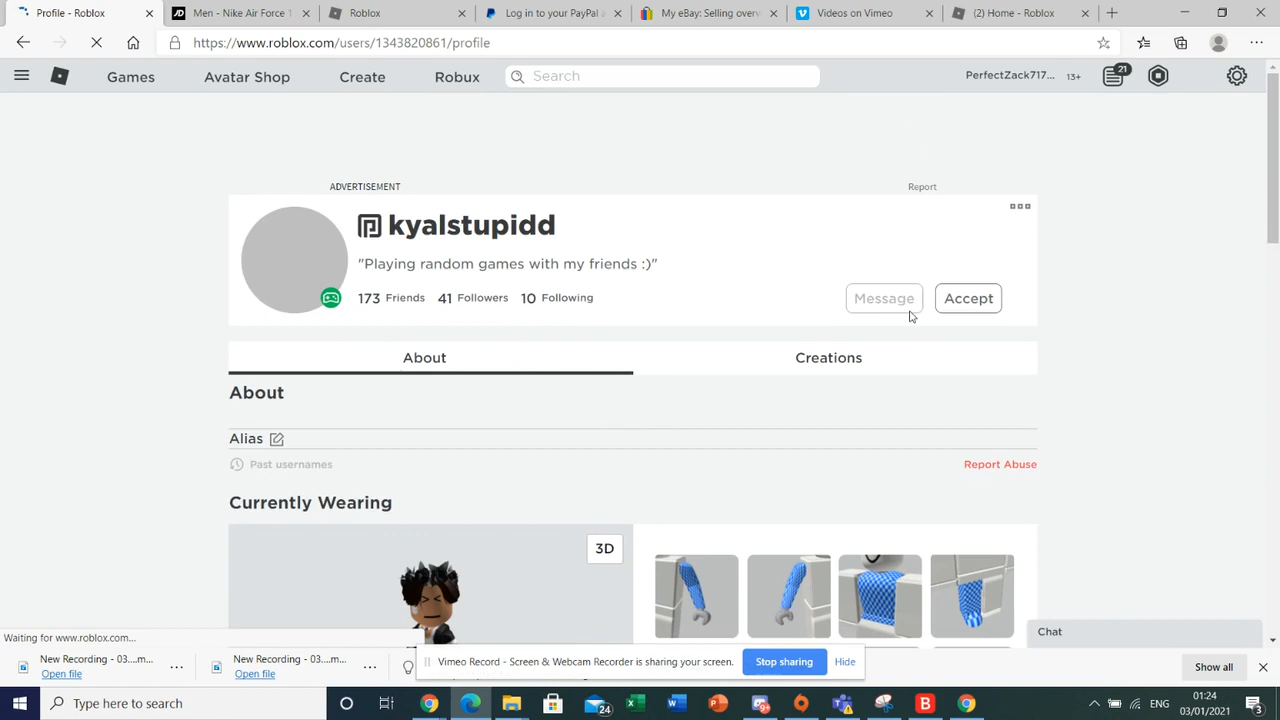 Profile - Roblox
Men - Nike Air Force 1
Roblox
Log in to your PayPal a
My eBay: Selling overv
Videos on Vimeo
(2) Home - Roblox
https://www.roblox.com/users/1343820861/profile
Games
Avatar Shop
Create
Robux
Search
PerfectZack717...
13+
21
ADVERTISEMENT
Report
kyalstupidd
"Playing random games with my friends :)"
173 Friends 41 Followers 10 Following
Message
Accept
About
Creations
About
Alias
Past usernames
Report Abuse
Currently Wearing
3D
Chat
Waiting for www.roblox.com...
New Recording - 03....m...
Open file
New Recording - 03....m...
Open file
Vimeo Record - Screen & Webcam Recorder is sharing your screen.
Stop sharing
Hide
Show all
Type here to search
24
ENG
01:24
03/01/2021
3